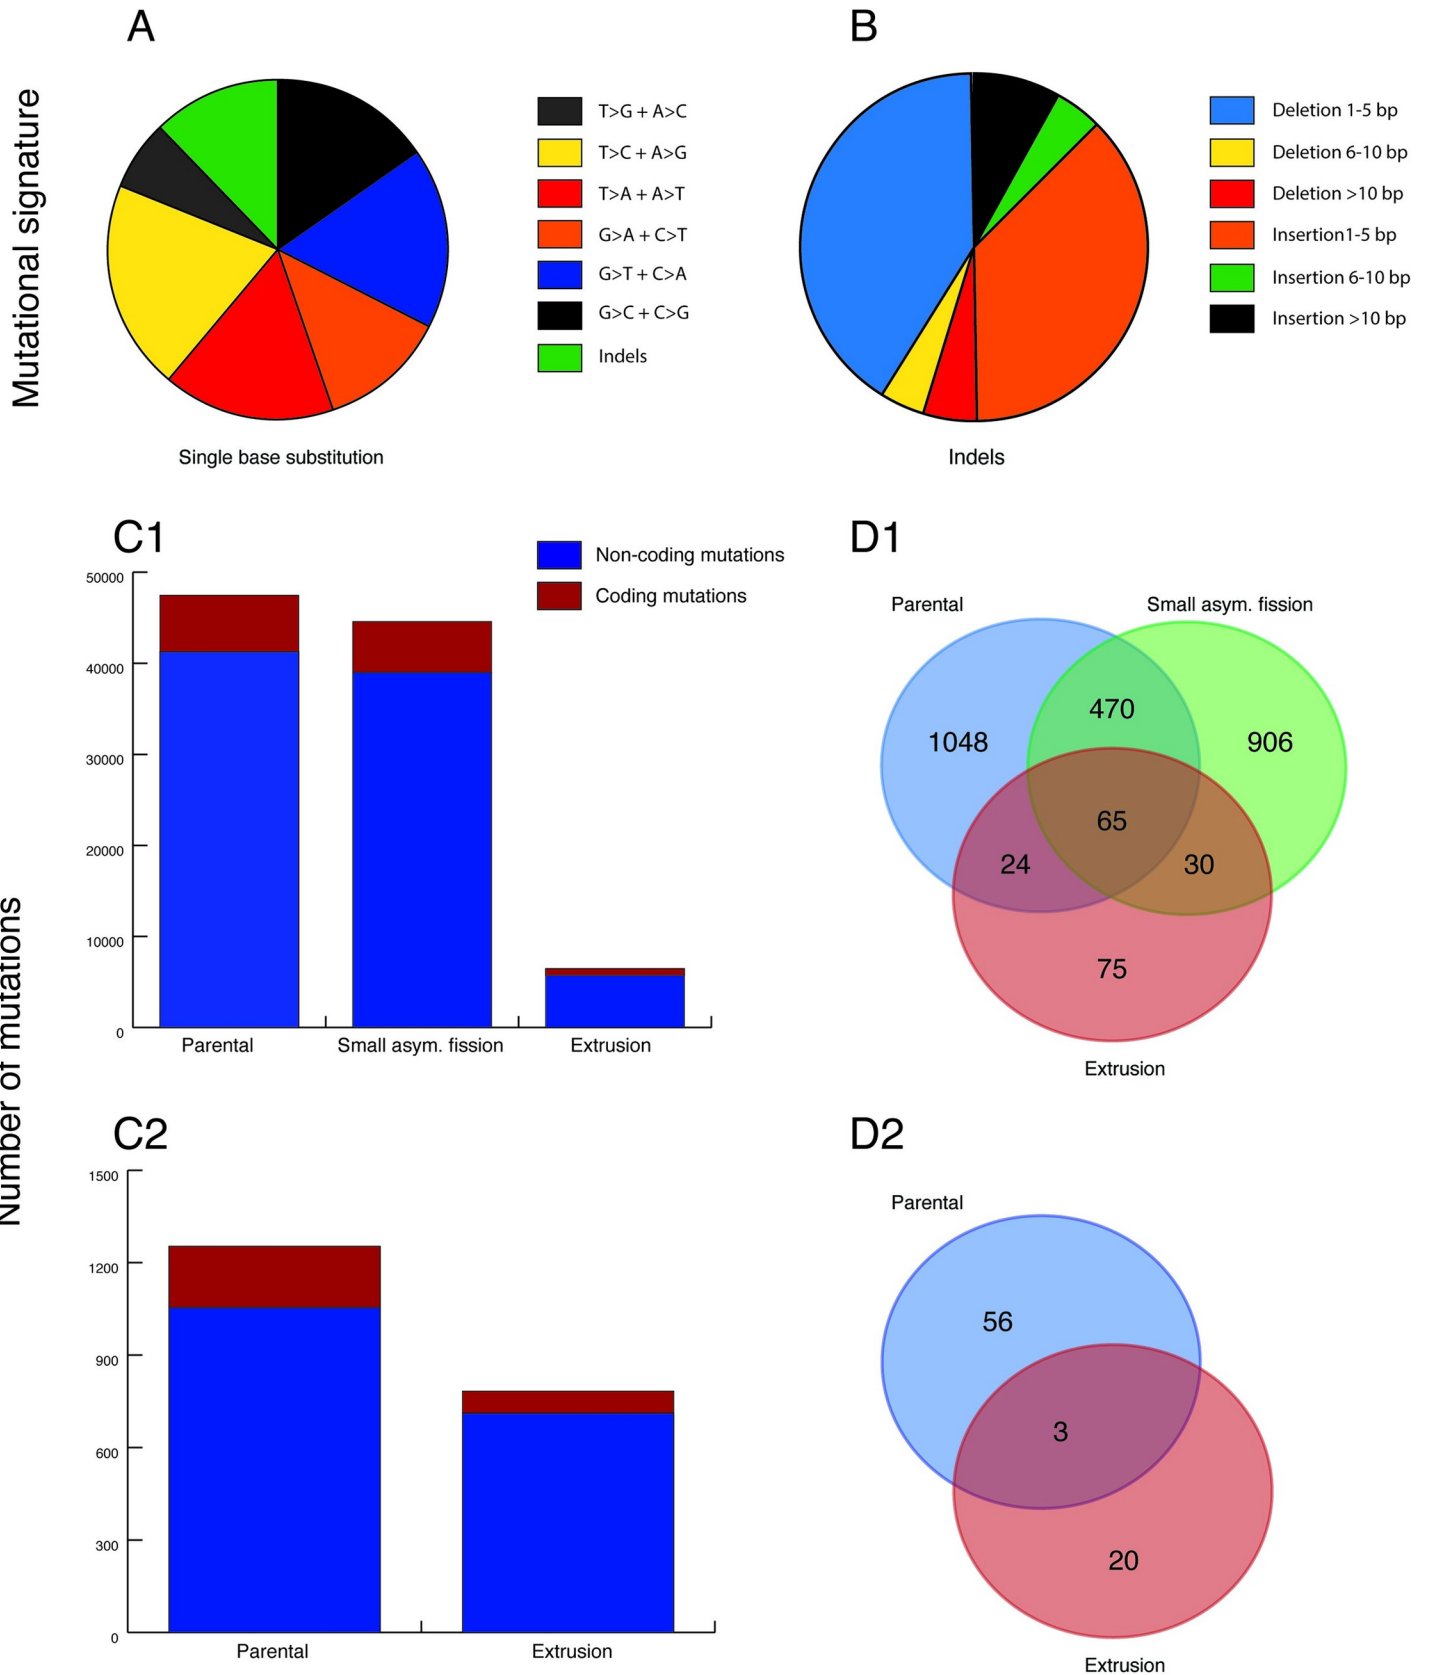 A
B
Mutational signature
T>G + A>C
T>C + A>G
T>A + A>T
G>A + C>T
G>T + C>A
G>C + C>G
Indels
Single base substitution
Deletion 1-5 bp
Deletion 6-10 bp
Deletion >10 bp
Insertion1-5 bp
Insertion 6-10 bp
Insertion >10 bp
Indels
Number of mutations
C1
Non-coding mutations
Coding mutations
50000
40000
30000
20000
10000
0
Parental
Small asym. fission
Extrusion
D1
Parental
Small asym. fission
470
1048
906
65
24
30
75
Extrusion
C2
1500
1200
900
600
300
0
Parental
Extrusion
D2
Parental
56
3
20
Extrusion